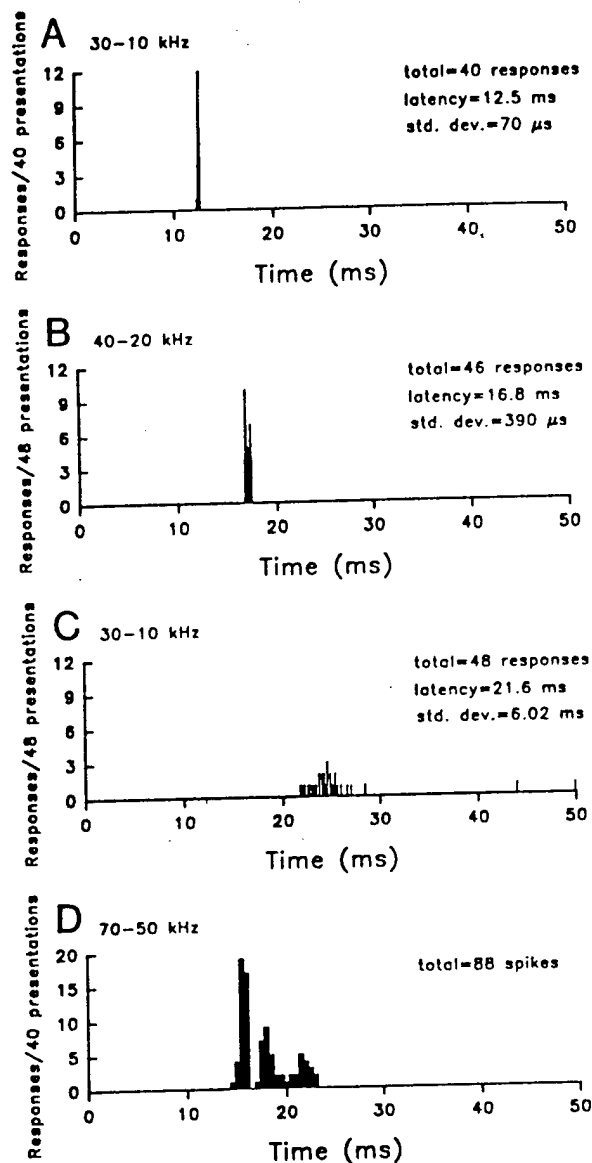 A 30-10 kHz
total=40 responses
latency=12.5 ms
std. dev.=70 µs
Responses/40 presentations
12
9
6
3
0
0 10 20 30 40 50
Time (ms)
B 40-20 kHz
total=46 responses
latency=16.8 ms
std. dev.=390 µs
Responses/48 presentations
12
9
6
3
0
0 10 20 30 40 50
Time (ms)
C 30-10 kHz
total=48 responses
latency=21.6 ms
std. dev.=6.02 ms
Responses/48 presentations
12
9
6
3
0
0 10 20 30 40 50
Time (ms)
D 70-50 kHz
total=88 spikes
Responses/40 presentations
20
15
10
5
0
0 10 20 30 40 50
Time (ms)